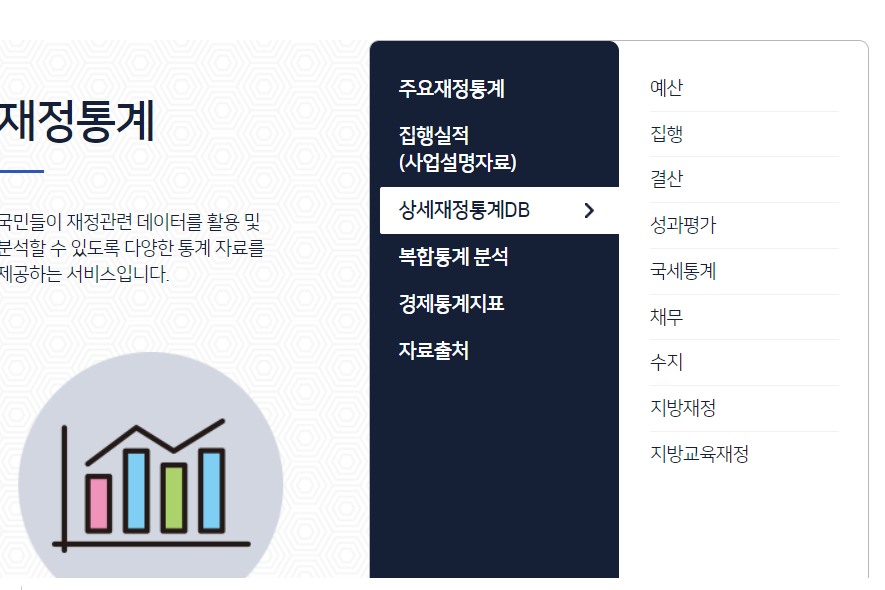 재정통계
국민들이 재정관련 데이터를 활용 및
분석할 수 있도록 다양한 통계 자료를
제공하는 서비스입니다.
주요재정통계
집행실적
(사업설명자료)
상세재정통계DB
복합통계 분석
경제통계지표
자료출처
예산
집행
결산
성과평가
국세통계
채무
수지
지방재정
지방교육재정